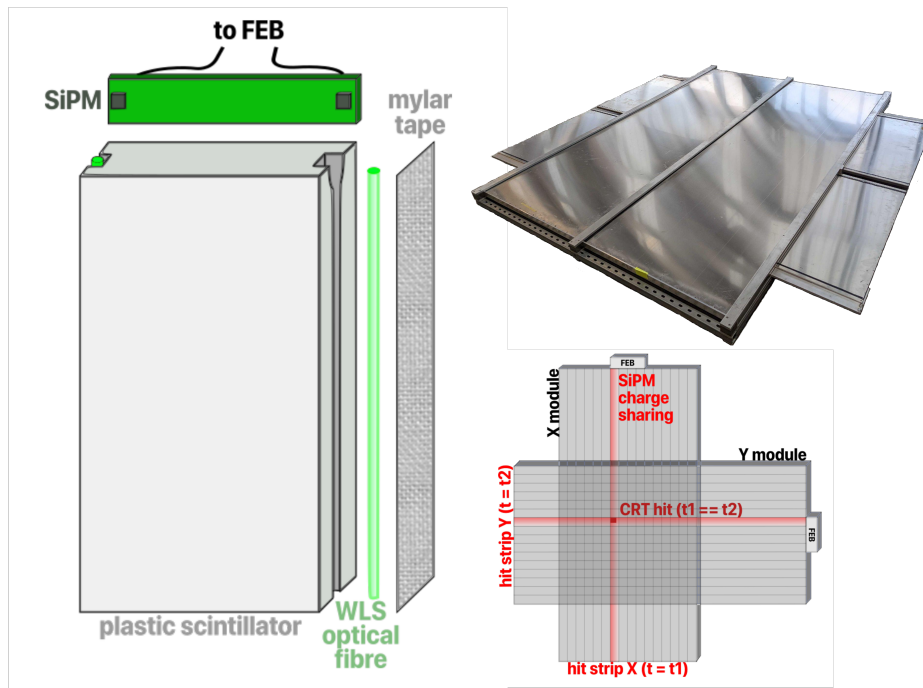 to FEB
SiPM
mylar
tape
WLS
optical
fibre
plastic scintillator
FEB
SiPM
charge
sharing
X module
Y module
CRT hit (t1 == t2)
hit strip Y (t = t2)
FEB
hit strip X (t = t1)